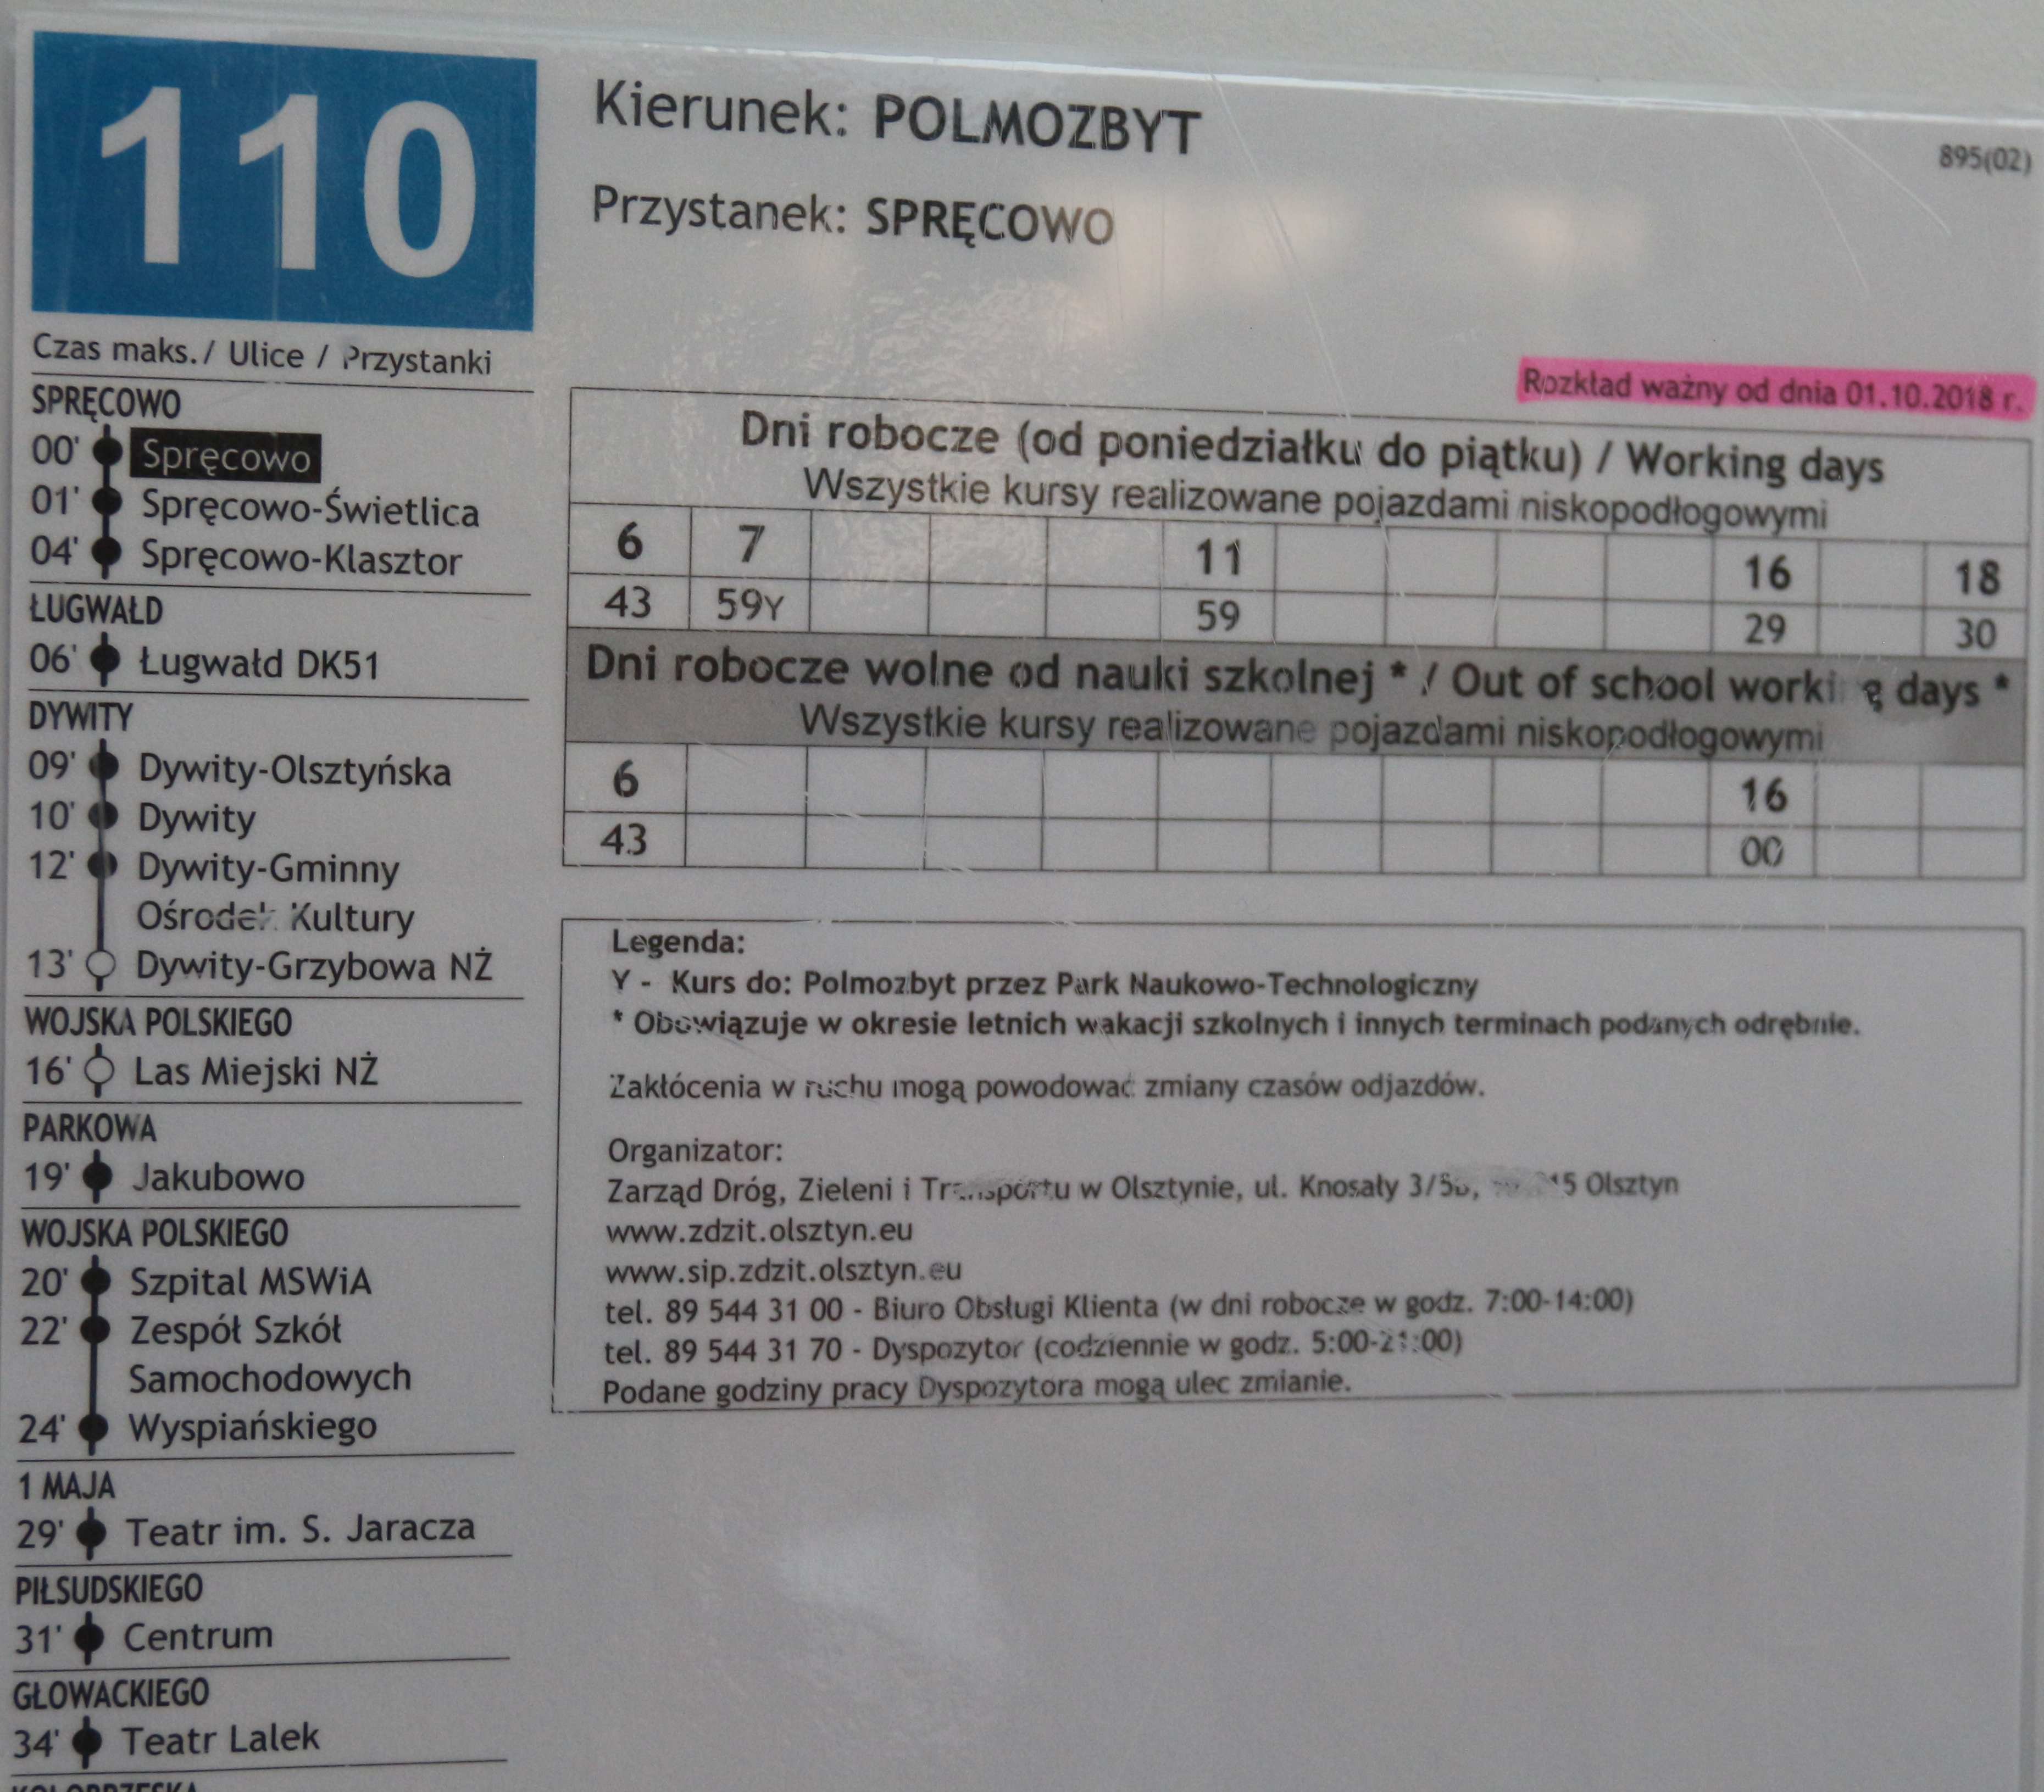 110
Kierunek: POLMOZBYT
895(02)
Przystanek: SPRĘCOWO
Czas maks./ Ulice / Przystanki
SPRĘCOWO
00' Spręcowo
01' Spręcowo-Świetlica
04' Spręcowo-Klasztor
ŁUGWAŁD
06' Ługwałd DK51
DYWITY
09' Dywity-Olsztyńska
10' Dywity
12' Dywity-Gminny
Ośrodek Kultury
13' Dywity-Grzybowa NŻ
WOJSKA POLSKIEGO
16' Las Miejski NŻ
PARKOWA
19' Jakubowo
WOJSKA POLSKIEGO
20' Szpital MSWiA
22' Zespół Szkół
Samochodowych
24' Wyspiańskiego
1 MAJA
29' Teatr im. S. Jaracza
PIŁSUDSKIEGO
31' Centrum
GŁOWACKIEGO
34' Teatr Lalek
KOŁOBRZESKA
Rozkład ważny od dnia 01.10.2018 r.
Dni robocze (od poniedziałku do piątku) / Working days
Wszystkie kursy realizowane pojazdami niskopodłogowymi
6 7 11 16 18
43 59Y 59 29 30
Dni robocze wolne od nauki szkolnej * / Out of school working days *
Wszystkie kursy realizowane pojazdami niskopodłogowymi
6 16
43 00
Legenda:
Y - Kurs do: Polmozbyt przez Park Naukowo-Technologiczny
* Obowiązuje w okresie letnich wakacji szkolnych i innych terminach podanych odrębnie.
Zakłócenia w ruchu mogą powodować zmiany czasów odjazdów.
Organizator:
Zarząd Dróg, Zieleni i Transportu w Olsztynie, ul. Knosały Olsztyn
www.zdzit.olsztyn.eu
www.sip.zdzit.olsztyn.eu
tel. 89 544 31 00 - Biuro Obsługi Klienta (w dni robocze w godz. 7:00-14:00)
tel. 89 544 31 70 - Dyspozytor (codziennie w godz. 5:00-21:00)
Podane godziny pracy Dyspozytora mogą ulec zmianie.